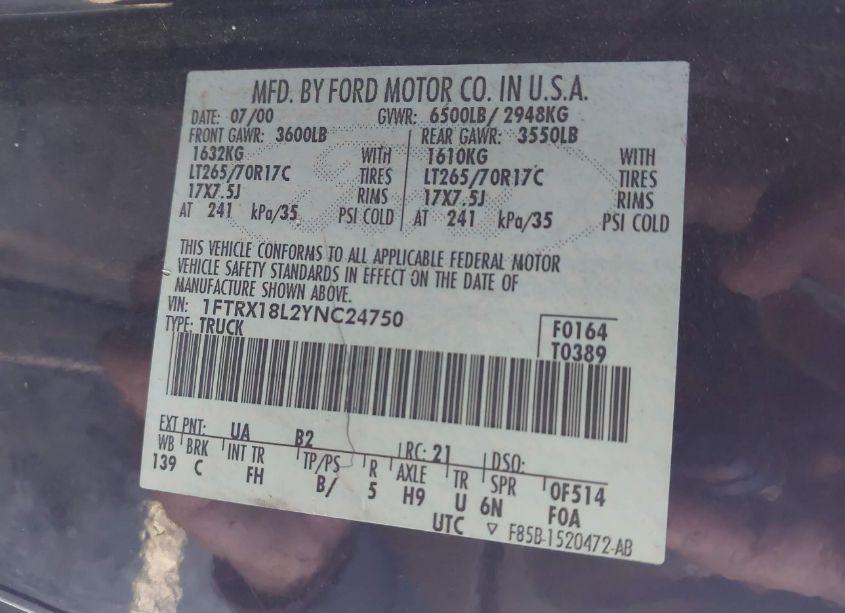 MFD. BY FORD MOTOR CO. IN U.S.A.
DATE: 07/00 GVWR: 6500LB/ 2948KG
FRONT GAWR: 3600LB REAR GAWR: 3550LB
1632KG WITH 1610KG WITH
LT265/70R17C TIRES LT265/70R17C TIRES
17X7.5J RIMS 17X7.5J RIMS
AT 241 kPa/35 PSI COLD AT 241 kPa/35 PSI COLD
THIS VEHICLE CONFORMS TO ALL APPLICABLE FEDERAL MOTOR
VEHICLE SAFETY STANDARDS IN EFFECT ON THE DATE OF
MANUFACTURE SHOWN ABOVE.
VIN: 1FTRX18L2YNC24750
TYPE: TRUCK
F0164
T0389
EXT PNT: UA B2 RC: 21 DSO:
WB BRK INT TR TP/PS R AXLE TR SPR 0F514
139 C FH B/ 5 H9 U 6N FOA
UTC ▽ F85B-1520472-AB